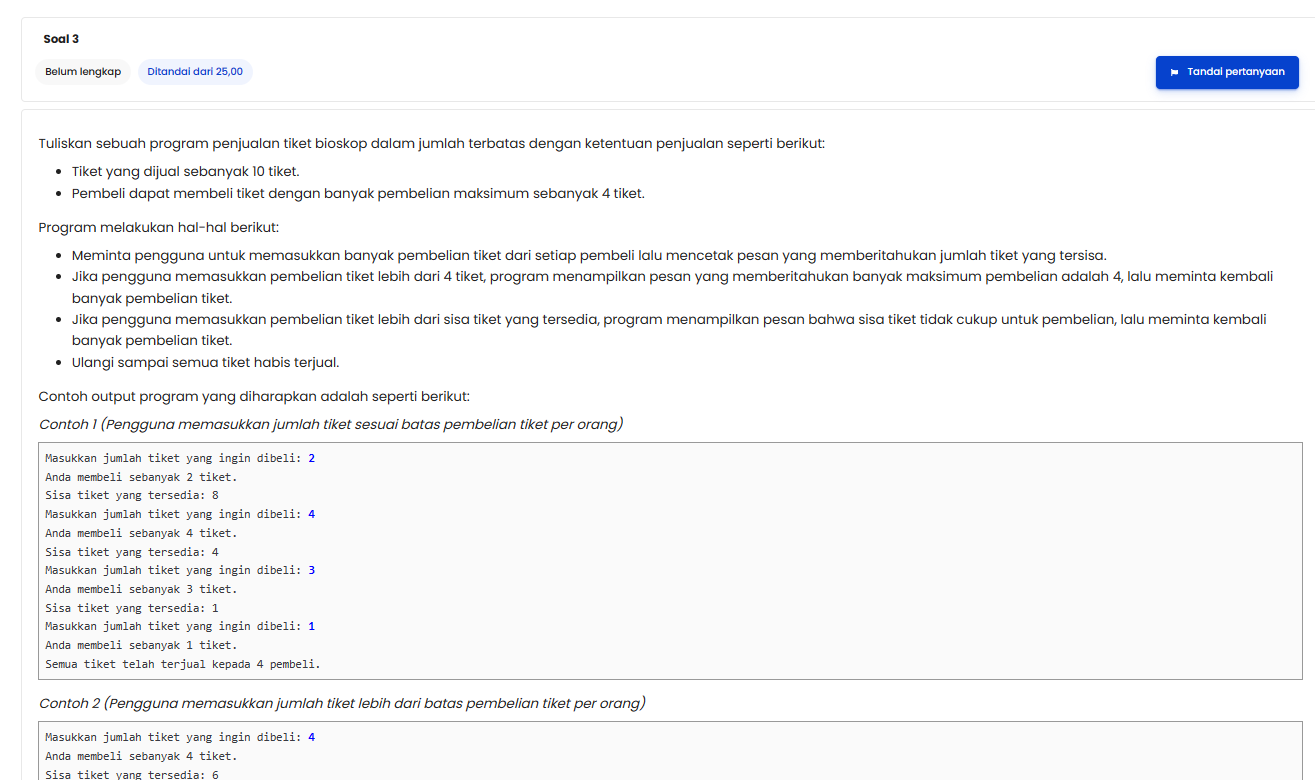 Soal 3
Belum lengkap
Ditandai dari 25,00
Tandai pertanyaan
Tuliskan sebuah program penjualan tiket bioskop dalam jumlah terbatas dengan ketentuan penjualan seperti berikut:
Tiket yang dijual sebanyak 10 tiket.
Pembeli dapat membeli tiket dengan banyak pembelian maksimum sebanyak 4 tiket.
Program melakukan hal-hal berikut:
Meminta pengguna untuk memasukkan banyak pembelian tiket dari setiap pembeli lalu mencetak pesan yang memberitahukan jumlah tiket yang tersisa.
Jika pengguna memasukkan pembelian tiket lebih dari 4 tiket, program menampilkan pesan yang memberitahukan banyak maksimum pembelian adalah 4, lalu meminta kembali
banyak pembelian tiket.
Jika pengguna memasukkan pembelian tiket lebih dari sisa tiket yang tersedia, program menampilkan pesan bahwa sisa tiket tidak cukup untuk pembelian, lalu meminta kembali
banyak pembelian tiket.
Ulangi sampai semua tiket habis terjual.
Contoh output program yang diharapkan adalah seperti berikut:
Contoh 1 (Pengguna memasukkan jumlah tiket sesuai batas pembelian tiket per orang)
Masukkan jumlah tiket yang ingin dibeli: 2
Anda membeli sebanyak 2 tiket.
Sisa tiket yang tersedia: 8
Masukkan jumlah tiket yang ingin dibeli: 4
Anda membeli sebanyak 4 tiket.
Sisa tiket yang tersedia: 4
Masukkan jumlah tiket yang ingin dibeli: 3
Anda membeli sebanyak 3 tiket.
Sisa tiket yang tersedia: 1
Masukkan jumlah tiket yang ingin dibeli: 1
Anda membeli sebanyak 1 tiket.
Semua tiket telah terjual kepada 4 pembeli.
Contoh 2 (Pengguna memasukkan jumlah tiket lebih dari batas pembelian tiket per orang)
Masukkan jumlah tiket yang ingin dibeli: 4
Anda membeli sebanyak 4 tiket.
Sisa tiket yang tersedia: 6